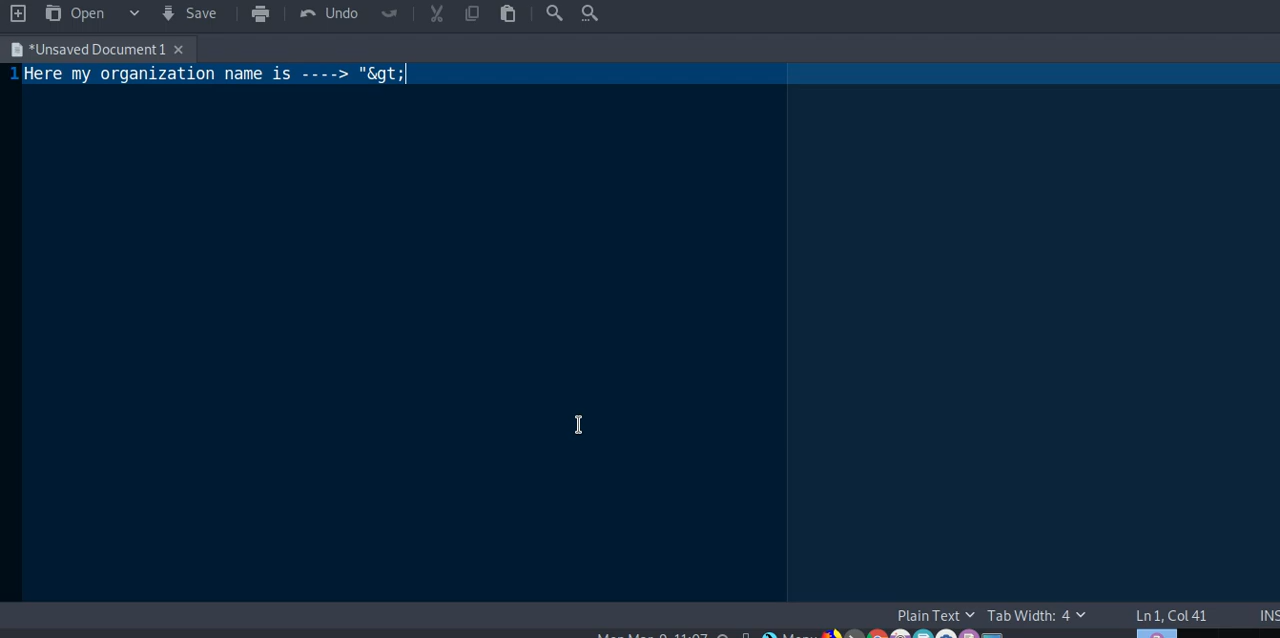 Open Save Undo
*Unsaved Document 1
1 Here my organization name is ----> "&gt;
Plain Text Tab Width: 4 Ln 1, Col 41 INS